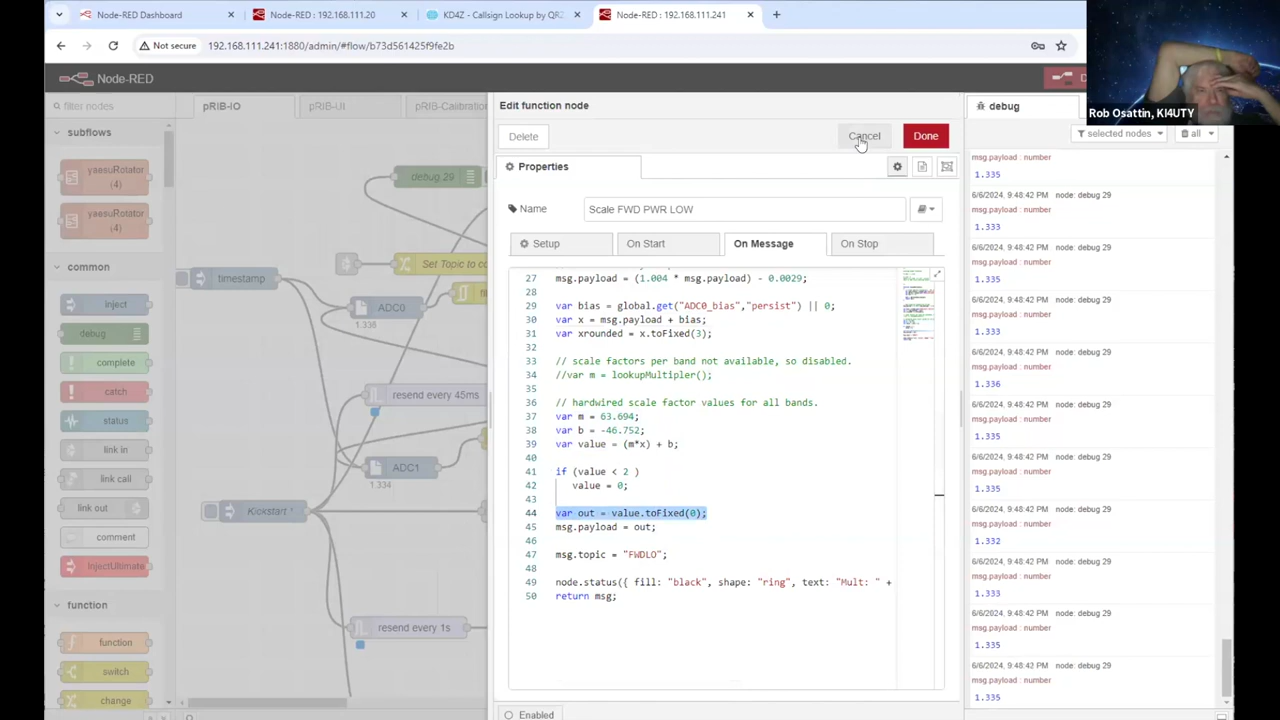 Node-RED Dashboard
Node-RED : 192.168.111.20
KD4Z - Callsign Lookup by QRZ
Node-RED : 192.168.111.241
Not secure
192.168.111.241:1880/admin/#flow/b73d561425f9fe2b
Rob Osattin, KI4UTY
Node-RED
filter nodes
pRIB-IO
pRIB-UI
pRIB-Calibration
Edit function node
debug
subflows
Delete
Cancel
Done
selected nodes
all
yaesuRotator
(4)
yaesuRotator
(4)
debug 29
Properties
Name
Scale FWD PWR LOW
Setup
On Start
On Message
On Stop
common
inject
debug
complete
catch
status
link in
link call
link out
comment
InjectUltimate
function
function
switch
change
timestamp
Set Topic to co
ADC0
1.338
resend every 45ms
ADC1
1.334
Kickstart ¹
resend every 1s
27 msg.payload = (1.004 * msg.payload) - 0.0029;
28
29 var bias = global.get("ADC0_bias","persist") || 0;
30 var x = msg.payload + bias;
31 var xrounded = x.toFixed(3);
32
33 // scale factors per band not available, so disabled.
34 //var m = lookupMultipler();
35
36 // hardwired scale factor values for all bands.
37 var m = 63.694;
38 var b = -46.752;
39 var value = (m*x) + b;
40
41 if (value < 2 )
42 value = 0;
43
44 var out = value.toFixed(0);
45 msg.payload = out;
46
47 msg.topic = "FWDLO";
48
49 node.status({ fill: "black", shape: "ring", text: "Mult: " +
50 return msg;
Enabled
msg.payload : number
1.335
6/6/2024, 9:48:42 PM node: debug 29
msg.payload : number
1.333
6/6/2024, 9:48:42 PM node: debug 29
msg.payload : number
1.335
6/6/2024, 9:48:42 PM node: debug 29
msg.payload : number
1.333
6/6/2024, 9:48:42 PM node: debug 29
msg.payload : number
1.336
6/6/2024, 9:48:42 PM node: debug 29
msg.payload : number
1.335
6/6/2024, 9:48:42 PM node: debug 29
msg.payload : number
1.335
6/6/2024, 9:48:42 PM node: debug 29
msg.payload : number
1.332
6/6/2024, 9:48:42 PM node: debug 29
msg.payload : number
1.333
6/6/2024, 9:48:42 PM node: debug 29
msg.payload : number
1.335
6/6/2024, 9:48:42 PM node: debug 29
msg.payload : number
1.335